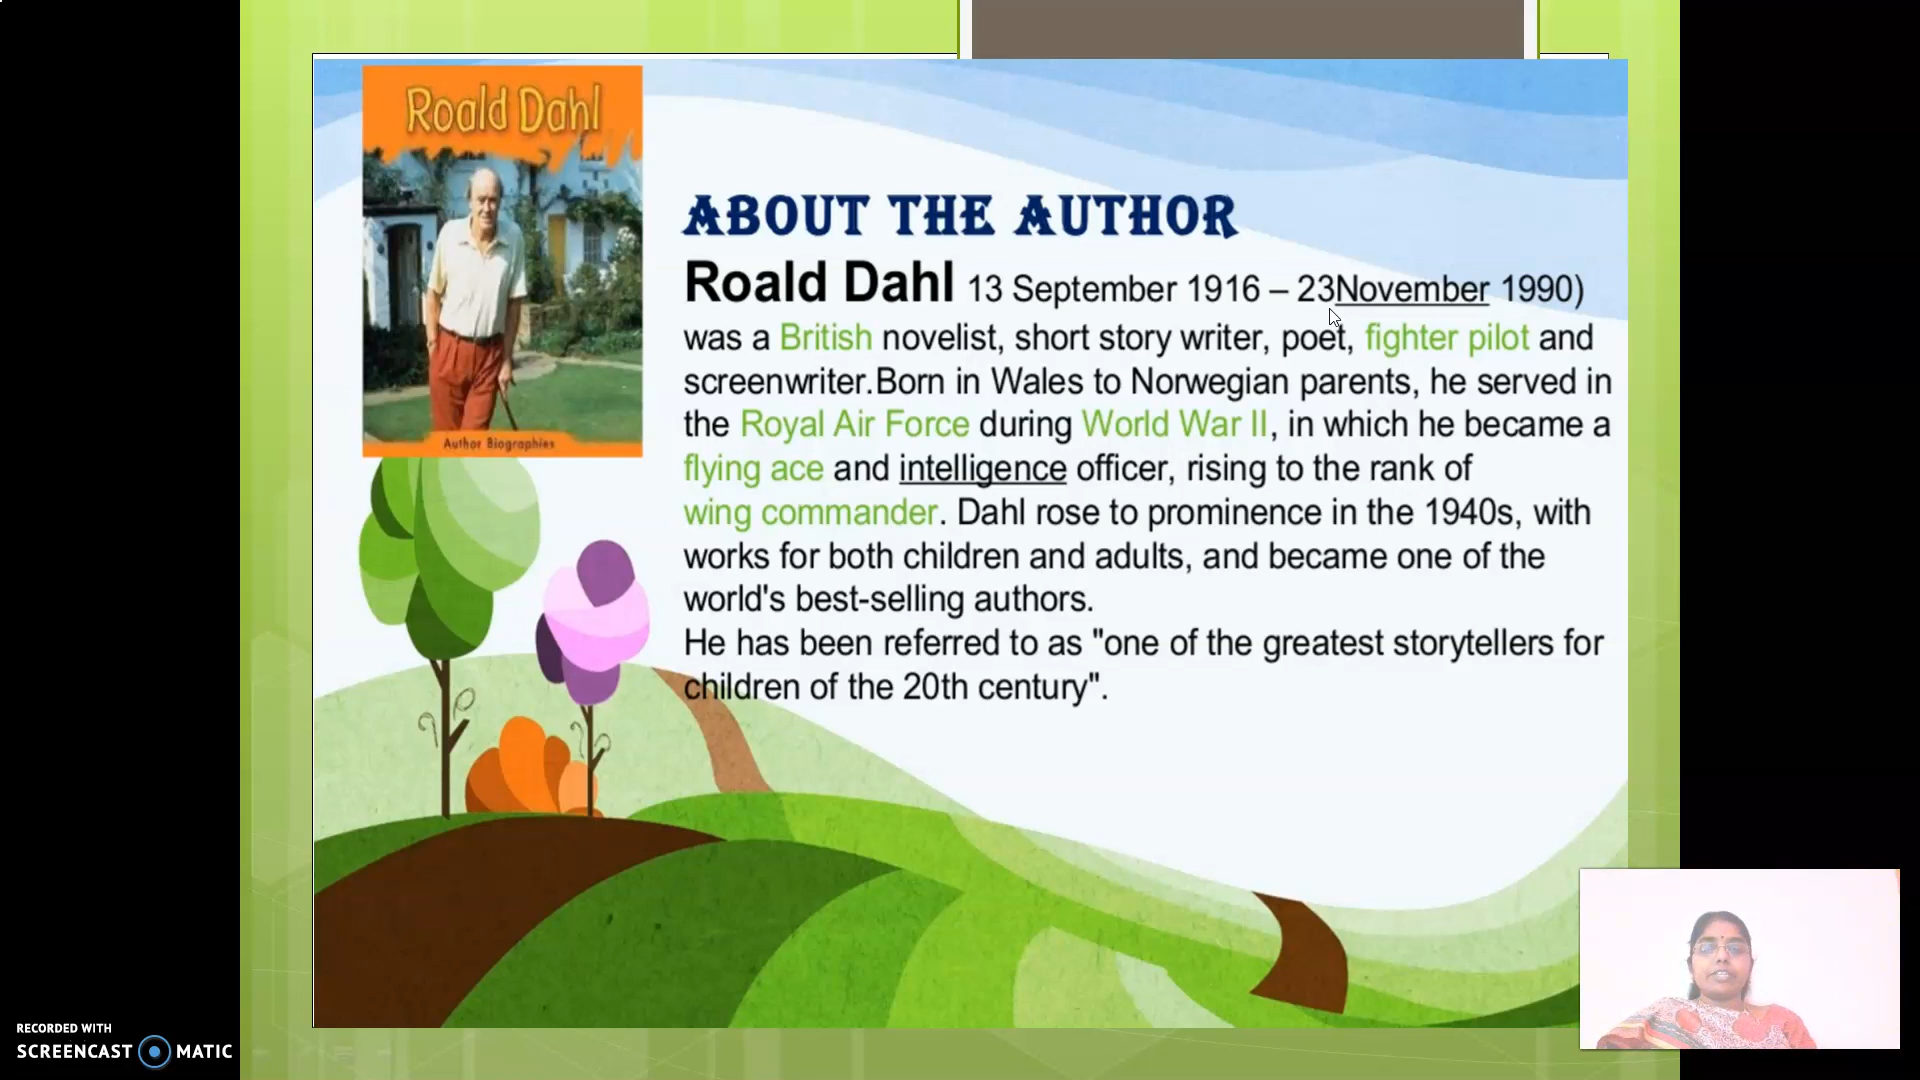 Roald Dahl
Author Biographies
ABOUT THE AUTHOR
Roald Dahl 13 September 1916 – 23November 1990)
was a British novelist, short story writer, poet, fighter pilot and
screenwriter.Born in Wales to Norwegian parents, he served in
the Royal Air Force during World War II, in which he became a
flying ace and intelligence officer, rising to the rank of
wing commander. Dahl rose to prominence in the 1940s, with
works for both children and adults, and became one of the
world's best-selling authors.
He has been referred to as "one of the greatest storytellers for
children of the 20th century".
RECORDED WITH
SCREENCAST MATIC